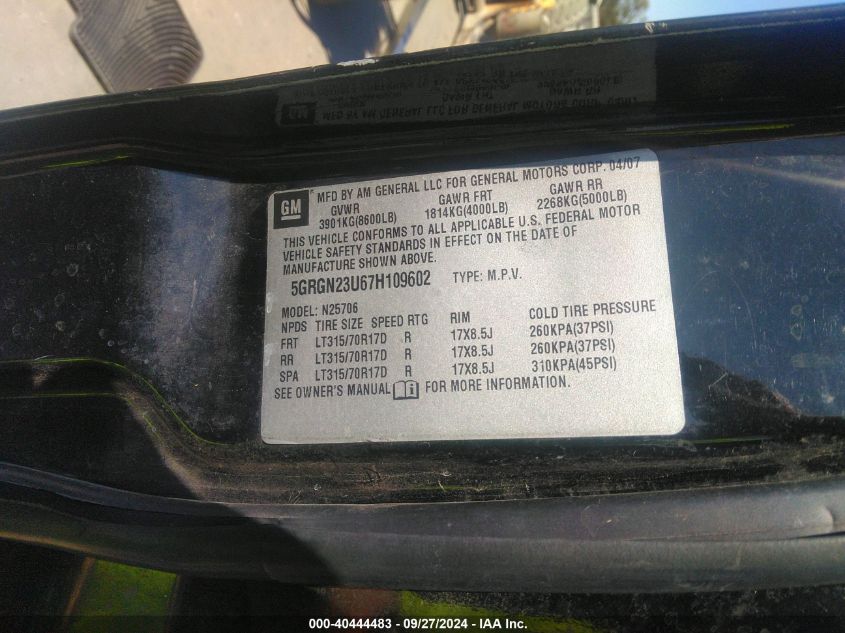 GM
MFD BY AM GENERAL LLC FOR GENERAL MOTORS CORP. 04/07
GVWR GAWR FRT GAWR RR
3901KG(8600LB) 1814KG(4000LB) 2268KG(5000LB)
THIS VEHICLE CONFORMS TO ALL APPLICABLE U.S. FEDERAL MOTOR
VEHICLE SAFETY STANDARDS IN EFFECT ON THE DATE OF
MANUFACTURE SHOWN ABOVE.
5GRGN23U67H109602 TYPE: M.P.V.
MODEL: N25706
NPDS TIRE SIZE SPEED RTG RIM COLD TIRE PRESSURE
FRT LT315/70R17D R 17X8.5J 260KPA(37PSI)
RR LT315/70R17D R 17X8.5J 260KPA(37PSI)
SPA LT315/70R17D R 17X8.5J 310KPA(45PSI)
SEE OWNER'S MANUAL FOR MORE INFORMATION.
000-40444483 - 09/27/2024 - IAA Inc.